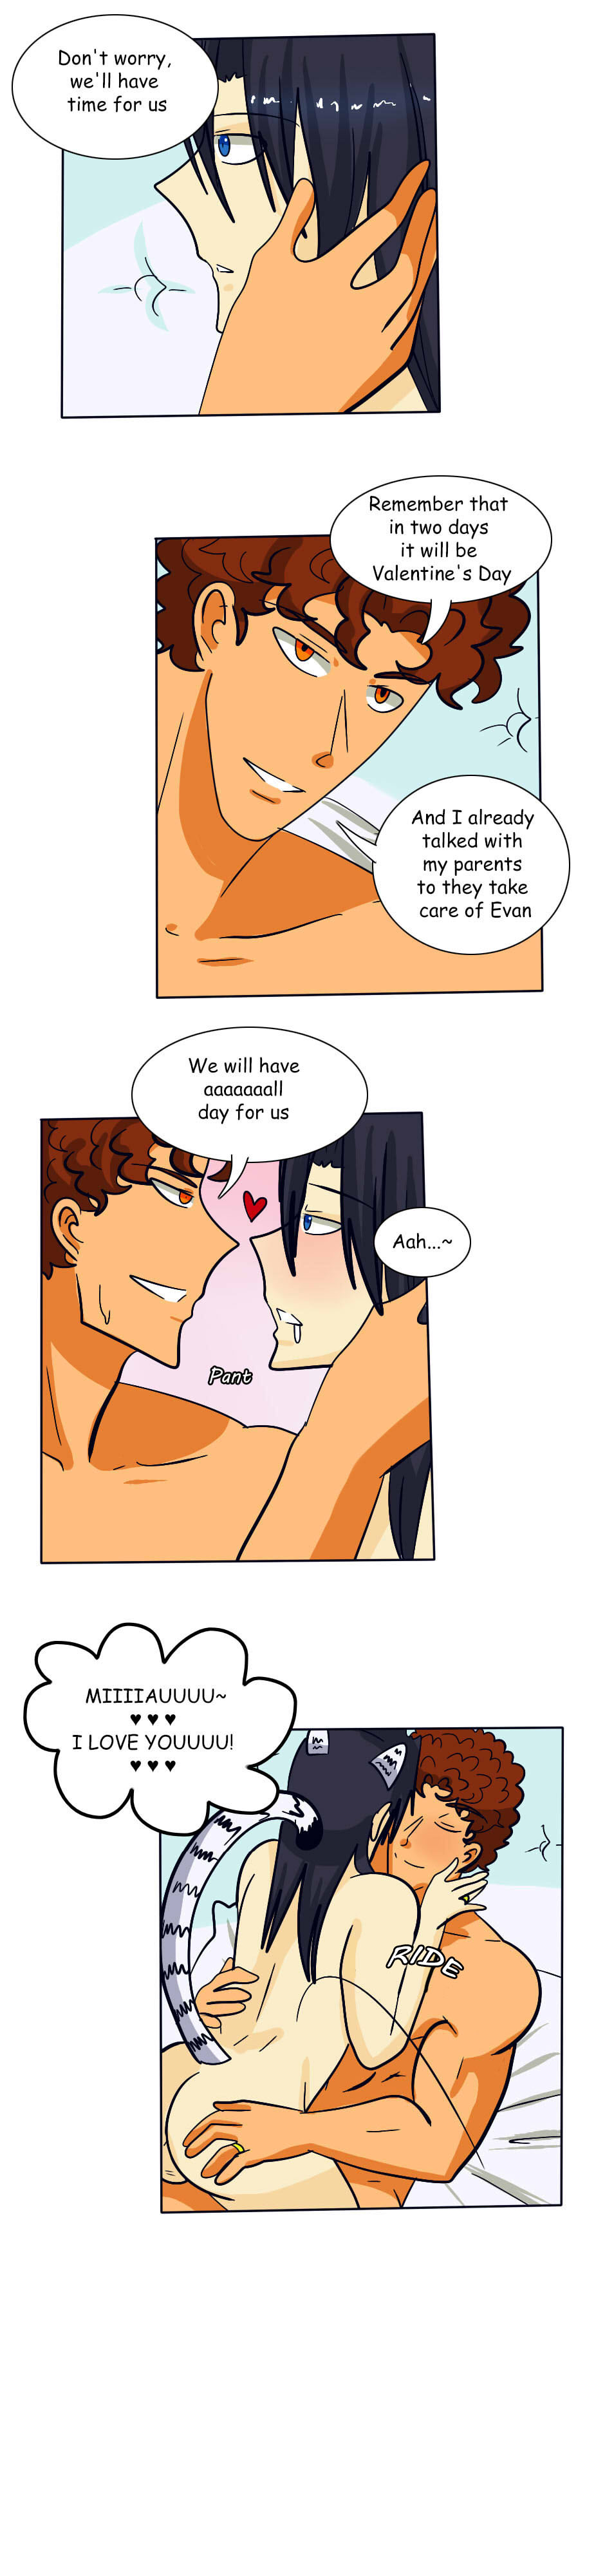 Don't worry,
we'll have
time for us
Remember that
in two days
it will be
Valentine's Day
And I already
talked with
my parents
to they take
care of Evan
We will have
aaaaaaall
day for us
Aah...~
Pant
MIIIIAUUUU~
♥ ♥ ♥
I LOVE YOUUUU!
♥ ♥ ♥
RIDE